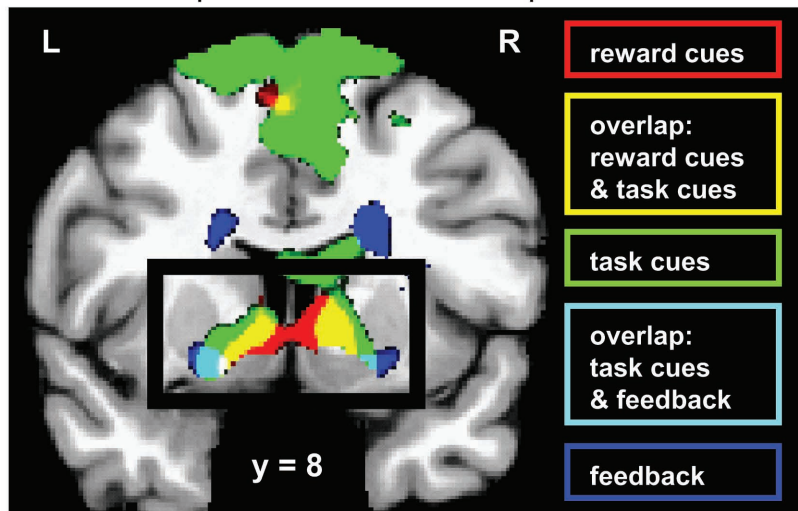 L
R
reward cues
overlap:
reward cues
& task cues
task cues
overlap:
task cues
& feedback
feedback
y = 8